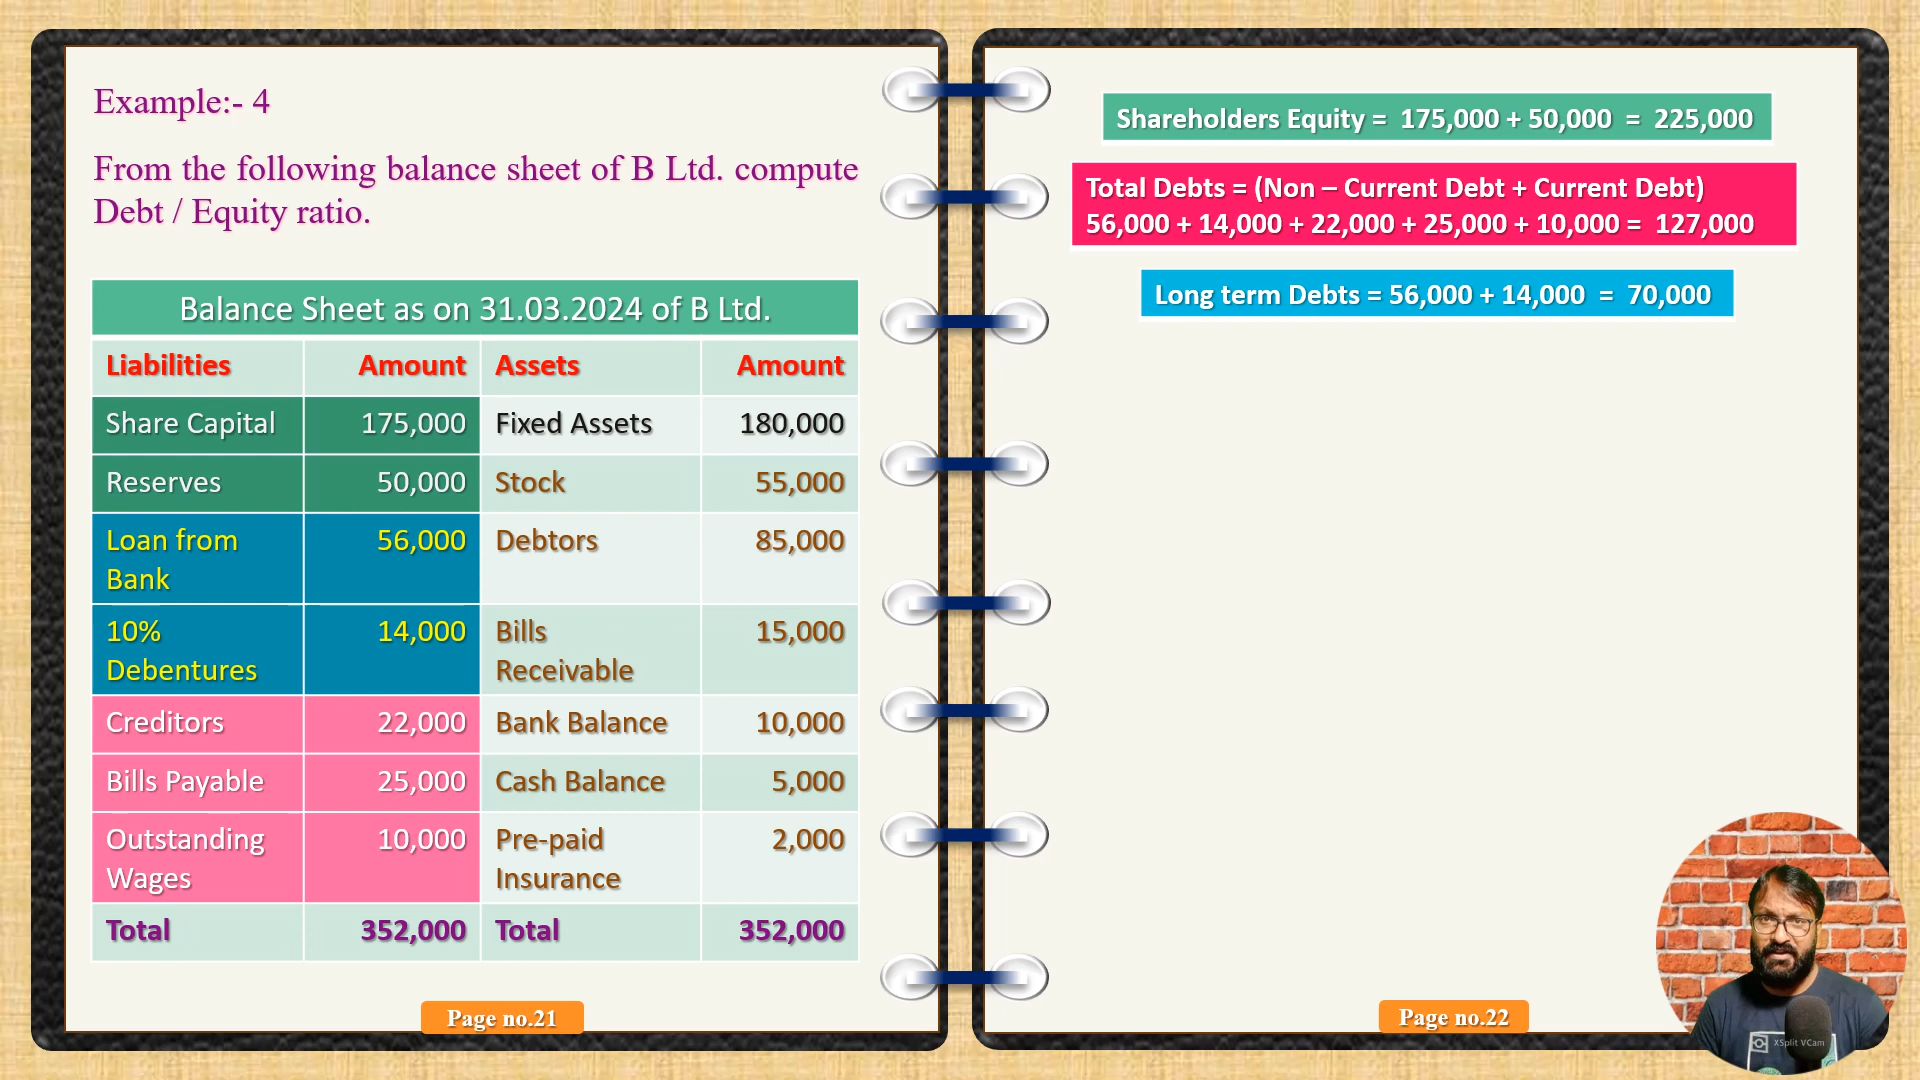 Example:- 4
From the following balance sheet of B Ltd. compute
Debt / Equity ratio.
Balance Sheet as on 31.03.2024 of B Ltd.
Liabilities Amount Assets Amount
Share Capital 175,000 Fixed Assets 180,000
Reserves 50,000 Stock 55,000
Loan from Bank 56,000 Debtors 85,000
10% Debentures 14,000 Bills Receivable 15,000
Creditors 22,000 Bank Balance 10,000
Bills Payable 25,000 Cash Balance 5,000
Outstanding Wages 10,000 Pre-paid Insurance 2,000
Total 352,000 Total 352,000
Page no.21
Shareholders Equity = 175,000 + 50,000 = 225,000
Total Debts = (Non – Current Debt + Current Debt)
56,000 + 14,000 + 22,000 + 25,000 + 10,000 = 127,000
Long term Debts = 56,000 + 14,000 = 70,000
Page no.22
XSplit VCam